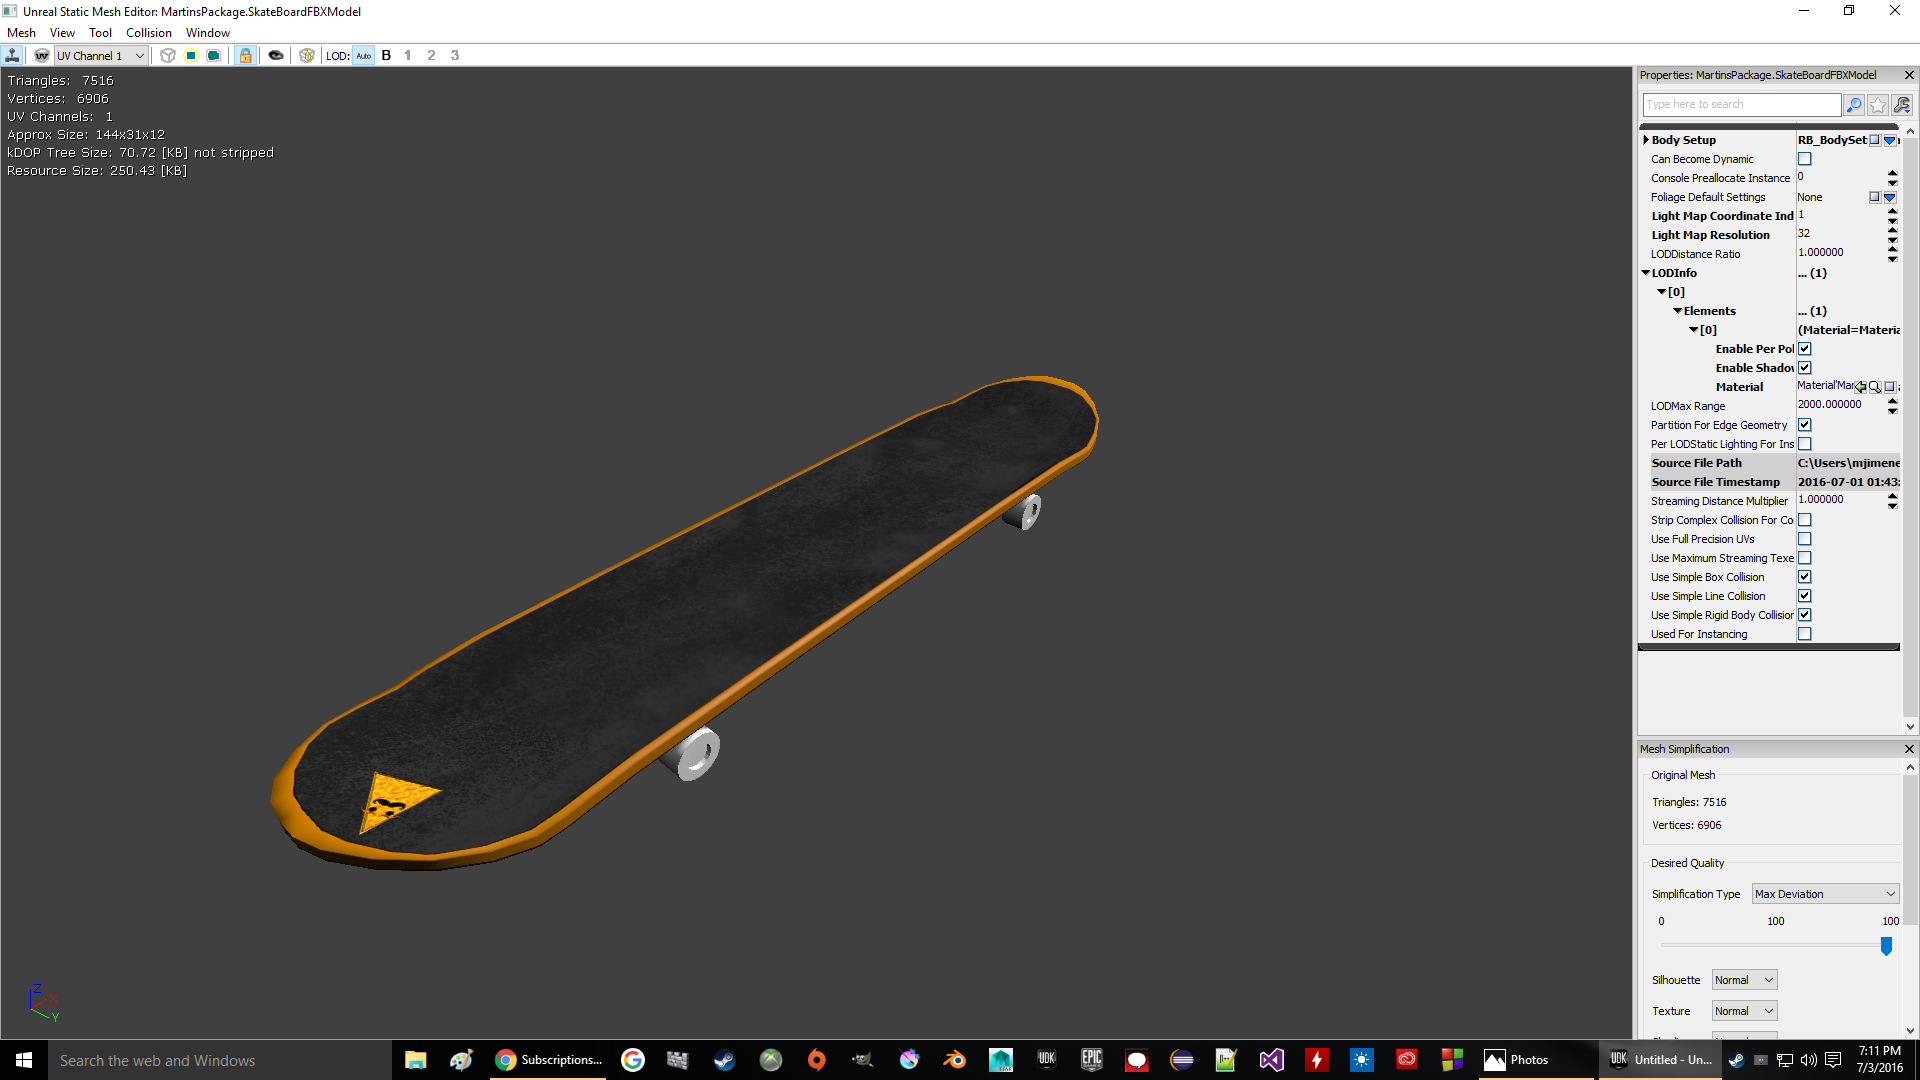 Unreal Static Mesh Editor: MartinsPackage.SkateBoardFBXModel
Mesh View Tool Collision Window
UV Channel 1 LOD: Auto B 1 2 3
Triangles: 7516
Vertices: 6906
UV Channels: 1
Approx Size: 144x31x12
kDOP Tree Size: 70.72 [KB] not stripped
Resource Size: 250.43 [KB]
Z
X
Y
Properties: MartinsPackage.SkateBoardFBXModel
Type here to search
Body Setup RB_BodySet
Can Become Dynamic
Console Preallocate Instance 0
Foliage Default Settings None
Light Map Coordinate Ind 1
Light Map Resolution 32
LODDistance Ratio 1.000000
LODInfo ... (1)
[0]
Elements ... (1)
[0] (Material=Materia
Enable Per Pol
Enable Shado
Material Material'Mar
LODMax Range 2000.000000
Partition For Edge Geometry
Per LODStatic Lighting For Ins
Source File Path C:\Users\mjimene
Source File Timestamp 2016-07-01 01:43:
Streaming Distance Multiplier 1.000000
Strip Complex Collision For Co
Use Full Precision UVs
Use Maximum Streaming Texe
Use Simple Box Collision
Use Simple Line Collision
Use Simple Rigid Body Collision
Used For Instancing
Mesh Simplification
Original Mesh
Triangles: 7516
Vertices: 6906
Desired Quality
Simplification Type Max Deviation
0 100 100
Silhouette Normal
Texture Normal
Search the web and Windows Subscriptions... UDK EPIC GAMES Photos UDK Untitled - Un...
7:11 PM
7/3/2016